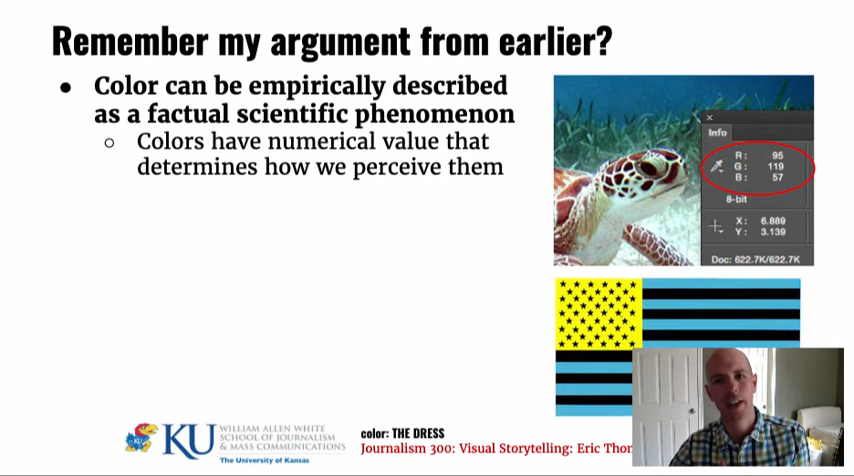 Remember my argument from earlier?
● Color can be empirically described
as a factual scientific phenomenon
○ Colors have numerical value that
determines how we perceive them
×
Info
R: 95
G: 119
B: 57
8-bit
X: 6.889
Y: 3.139
Doc: 622.7K/622.7K
KU
WILLIAM ALLEN WHITE
SCHOOL OF JOURNALISM
& MASS COMMUNICATIONS
The University of Kansas
color: THE DRESS
Journalism 300: Visual Storytelling: Eric Thor